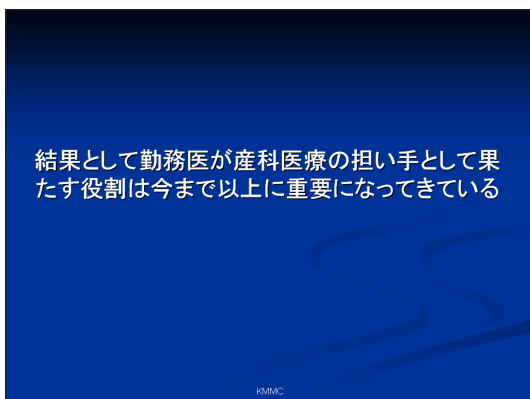 結果として勤務医が産科医療の担い手として果
たす役割は今まで以上に重要になってきている
KMMC